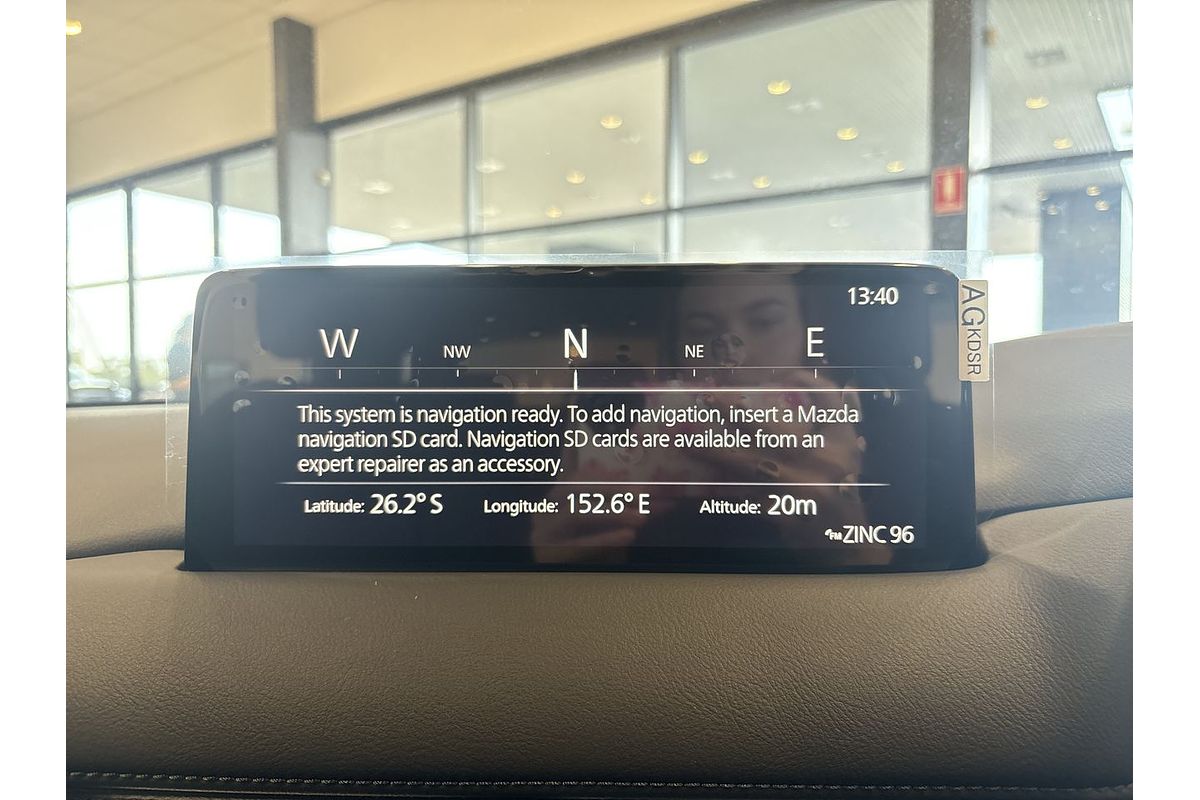 13:40
W NW N NE E
This system is navigation ready. To add navigation, insert a Mazda
navigation SD card. Navigation SD cards are available from an
expert repairer as an accessory.
Latitude: 26.2° S Longitude: 152.6° E Altitude: 20m
FM ZINC 96
AGKDSR